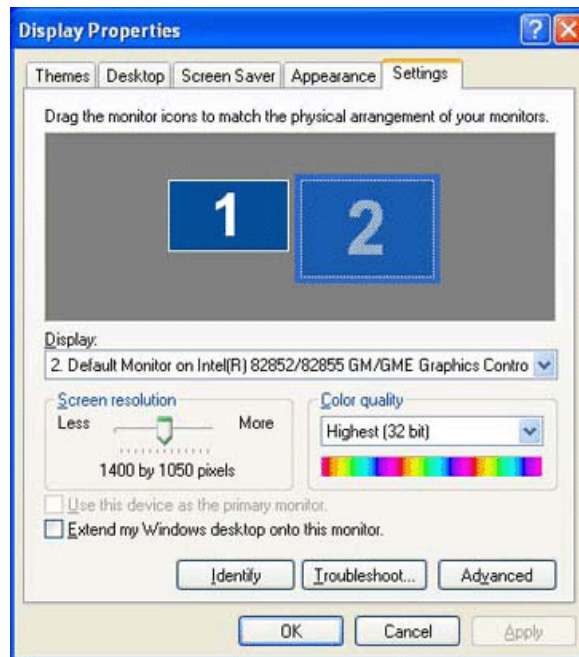 Display Properties
Themes Desktop Screen Saver Appearance Settings
Drag the monitor icons to match the physical arrangement of your monitors.
1 2
Display:
2. Default Monitor on Intel(R) 82852/82855 GM/GME Graphics Contro
Screen resolution
Less More
1400 by 1050 pixels
Color quality
Highest (32 bit)
Use this device as the primary monitor.
Extend my Windows desktop onto this monitor.
Identify Troubleshoot... Advanced
OK Cancel Apply